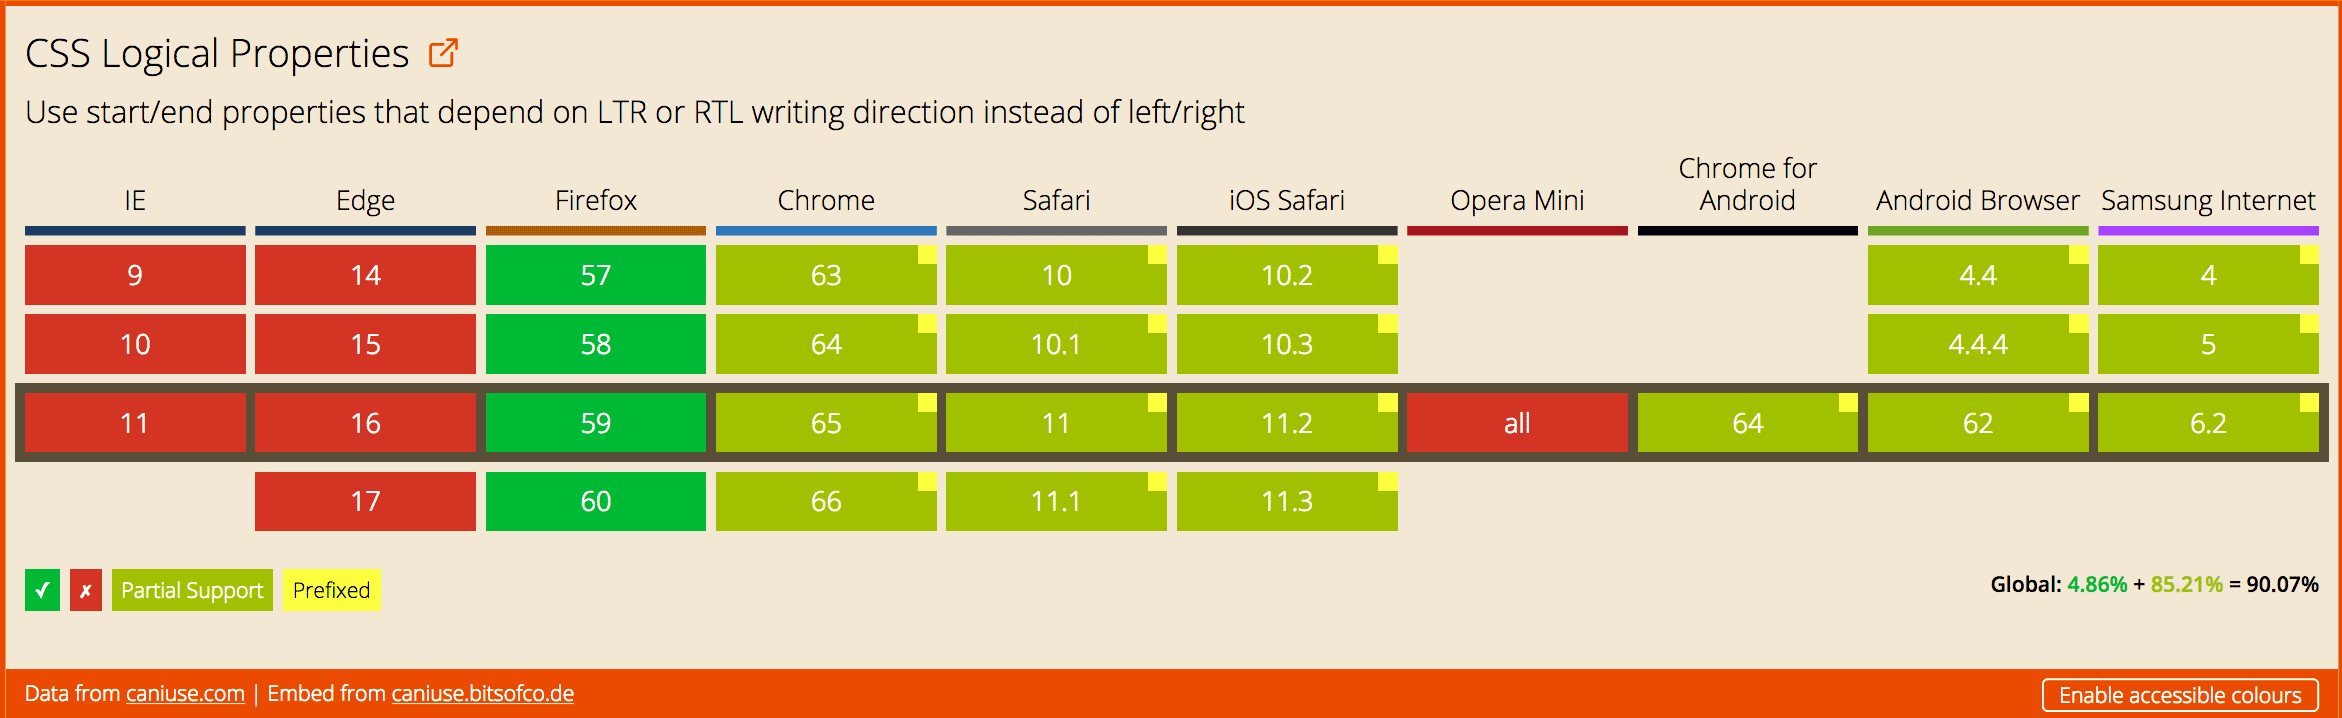 CSS Logical Properties
Use start/end properties that depend on LTR or RTL writing direction instead of left/right
IE Edge Firefox Chrome Safari iOS Safari Opera Mini Chrome for Android Android Browser Samsung Internet
9 14 57 63 10 10.2 4.4 4
10 15 58 64 10.1 10.3 4.4.4 5
11 16 59 65 11 11.2 all 64 62 6.2
17 60 66 11.1 11.3
✓ ✗ Partial Support Prefixed
Global: 4.86% + 85.21% = 90.07%
Data from caniuse.com | Embed from caniuse.bitsofco.de
Enable accessible colours